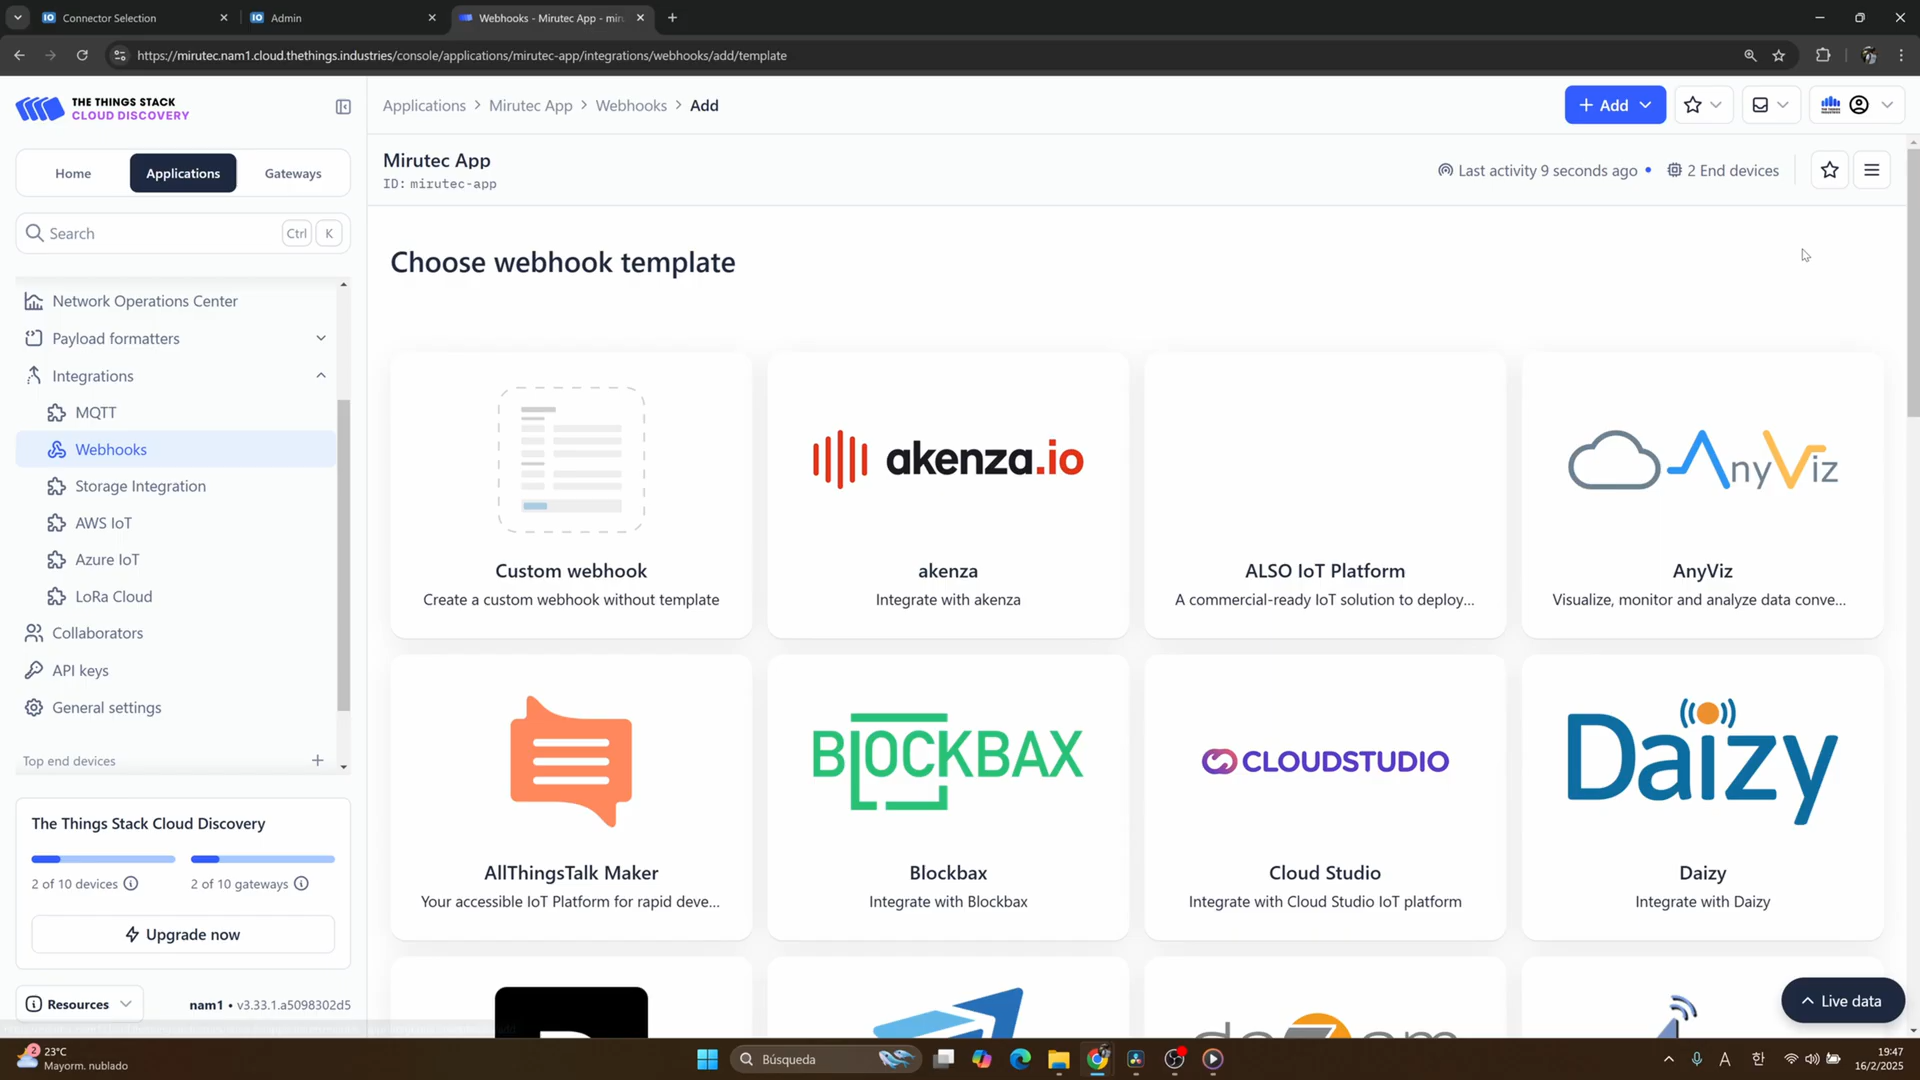 Connector Selection
Admin
Webhooks - Mirutec App - miru
https://mirutec.nam1.cloud.thethings.industries/console/applications/mirutec-app/integrations/webhooks/add/template
THE THINGS STACK
CLOUD DISCOVERY
Applications > Mirutec App > Webhooks > Add
+ Add
Home
Applications
Gateways
Mirutec App
ID: mirutec-app
Last activity 9 seconds ago
2 End devices
Search
Ctrl
K
Choose webhook template
Network Operations Center
Payload formatters
Integrations
MQTT
Webhooks
Storage Integration
AWS IoT
Azure IoT
LoRa Cloud
Collaborators
API keys
General settings
Top end devices
akenza.io
AnyViz
Custom webhook
Create a custom webhook without template
akenza
Integrate with akenza
ALSO IoT Platform
A commercial-ready IoT solution to deploy...
AnyViz
Visualize, monitor and analyze data conve...
BLOCKBAX
CLOUDSTUDIO
Daizy
AllThingsTalk Maker
Your accessible IoT Platform for rapid deve...
Blockbax
Integrate with Blockbax
Cloud Studio
Integrate with Cloud Studio IoT platform
Daizy
Integrate with Daizy
The Things Stack Cloud Discovery
2 of 10 devices
2 of 10 gateways
Upgrade now
Resources
nam1 • v3.33.1.a5098302d5
Live data
2
23°C
Mayorm. nublado
Búsqueda
A
한
19:47
16/2/2025